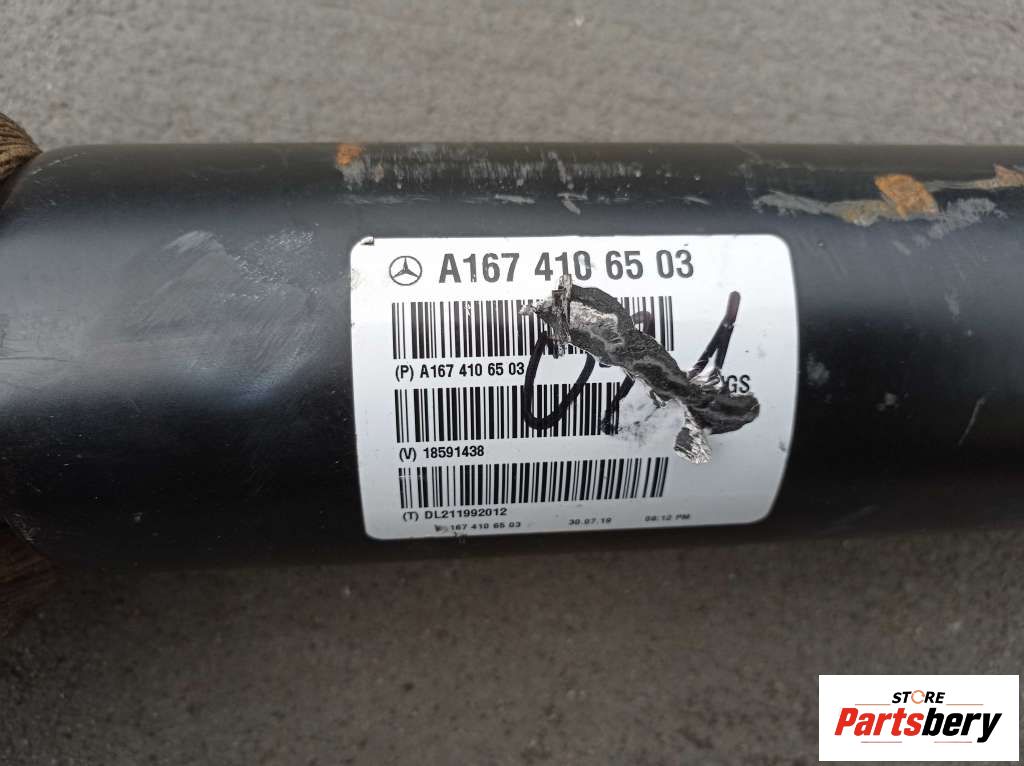 A167 410 65 03
(P) A167 410 65 03
GS
(V) 18591438
(T) DL211992012
167 410 65 03 30.07.19 08:12 PM
STORE
Partsbery